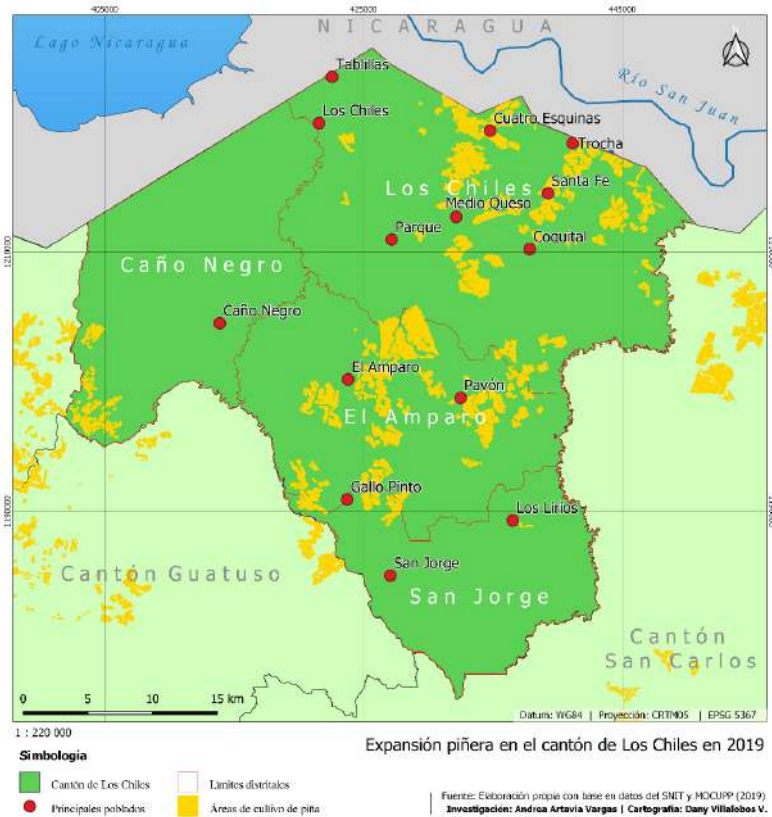 425000
425000
445000
NICARAGUA
Lago Nicaragua
Río San Juan
Tablillas
Los Chiles
Cuatro Esquinas
Trocha
Los Chiles
Santa Fe
Medio Queso
Parque
Coquital
1210000
Caño Negro
Caño Negro
El Amparo
Pavón
El Amparo
Gallo Pinto
Los Lirios
1190000
Cantón Guatuso
San Jorge
San Jorge
Cantón
San Carlos
0 5 10 15 km
Datum: WG84 | Proyección: CRTM05 | EPSG 5367
1 : 220 000
Expansión piñera en el cantón de Los Chiles en 2019
Simbología
Cantón de Los Chiles
Límites distritales
Principales poblados
Áreas de cultivo de piña
Fuente: Elaboración propia con base en datos del SNIT y MOCUPP (2019)
Investigación: Andrea Artavia Vargas | Cartografía: Dany Villalobos V.